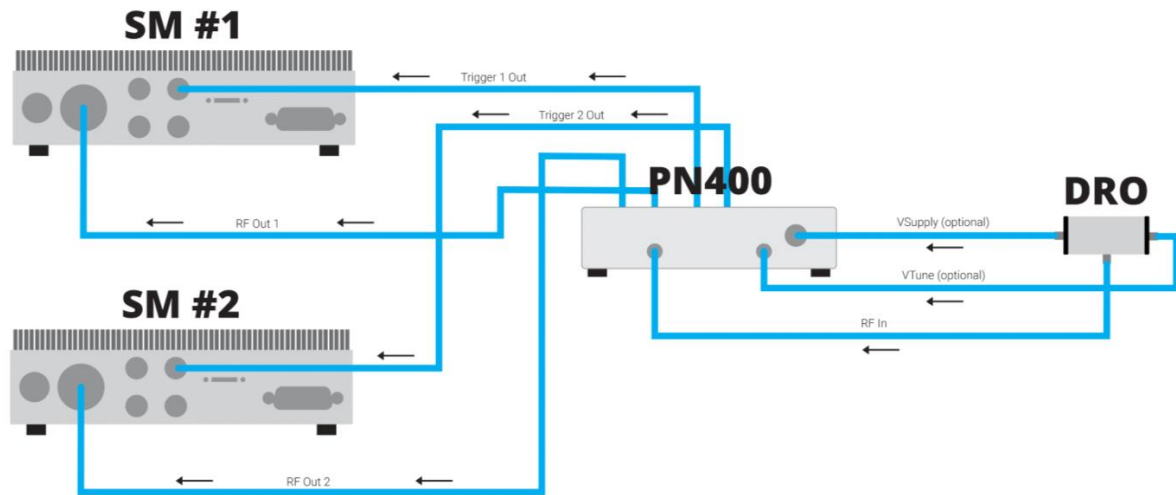 SM #1
Trigger 1 Out
Trigger 2 Out
PN400
DRO
RF Out 1
VSupply (optional)
VTune (optional)
SM #2
RF In
RF Out 2